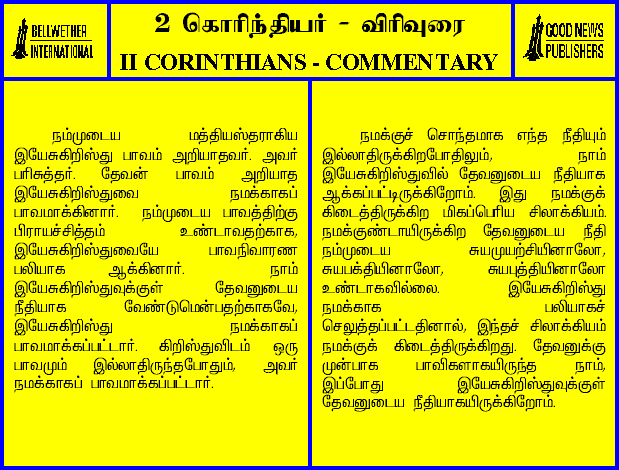 BELLWETHER
INTERNATIONAL
2 கொரிந்தியர் - விரிவுரை
II CORINTHIANS - COMMENTARY
GOOD NEWS
PUBLISHERS
நம்முடைய மத்தியஸ்தராகிய
இயேசுகிறிஸ்து பாவம் அறியாதவர். அவர்
பரிசுத்தர். தேவன் பாவம் அறியாத
இயேசுகிறிஸ்துவை நமக்காகப்
பாவமாக்கினார். நம்முடைய பாவத்திற்கு
பிராயச்சித்தம் உண்டாவதற்காக,
இயேசுகிறிஸ்துவையே பாவநிவாரண
பலியாக ஆக்கினார். நாம்
இயேசுகிறிஸ்துவுக்குள் தேவனுடைய
நீதியாக வேண்டுமென்பதற்காகவே,
இயேசுகிறிஸ்து நமக்காகப்
பாவமாக்கப்பட்டார். கிறிஸ்துவிடம் ஒரு
பாவமும் இல்லாதிருந்தபோதும், அவர்
நமக்காகப் பாவமாக்கப்பட்டார்.
நமக்குச் சொந்தமாக எந்த நீதியும்
இல்லாதிருக்கிறபோதிலும், நாம்
இயேசுகிறிஸ்துவில் தேவனுடைய நீதியாக
ஆக்கப்பட்டிருக்கிறோம். இது நமக்குக்
கிடைத்திருக்கிற மிகப்பெரிய சிலாக்கியம்.
நமக்குண்டாயிருக்கிற தேவனுடைய நீதி
நம்முடைய சுயமுயற்சியினாலோ,
சுயபக்தியினாலோ, சுயபுத்தியினாலோ
உண்டாகவில்லை. இயேசுகிறிஸ்து
நமக்காக பலியாகச்
செலுத்தப்பட்டதினால், இந்தச் சிலாக்கியம்
நமக்குக் கிடைத்திருக்கிறது. தேவனுக்கு
முன்பாக பாவிகளாகயிருந்த நாம்,
இப்போது இயேசுகிறிஸ்துவுக்குள்
தேவனுடைய நீதியாகயிருக்கிறோம்.